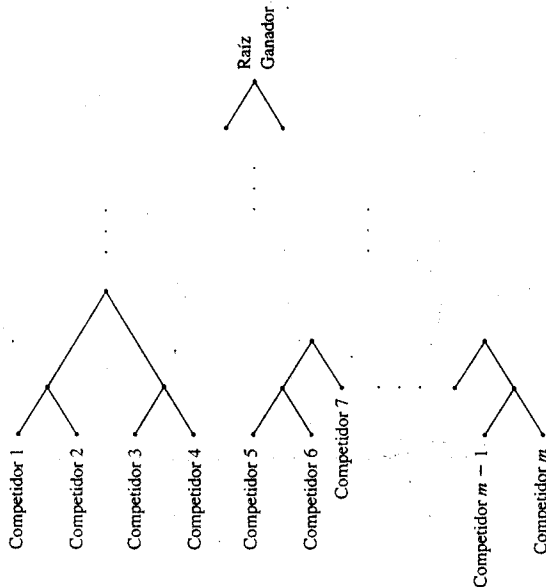 Raíz
Ganador
Competidor 1
Competidor 2
Competidor 3
Competidor 4
Competidor 5
Competidor 6
Competidor 7
Competidor m − 1
Competidor m